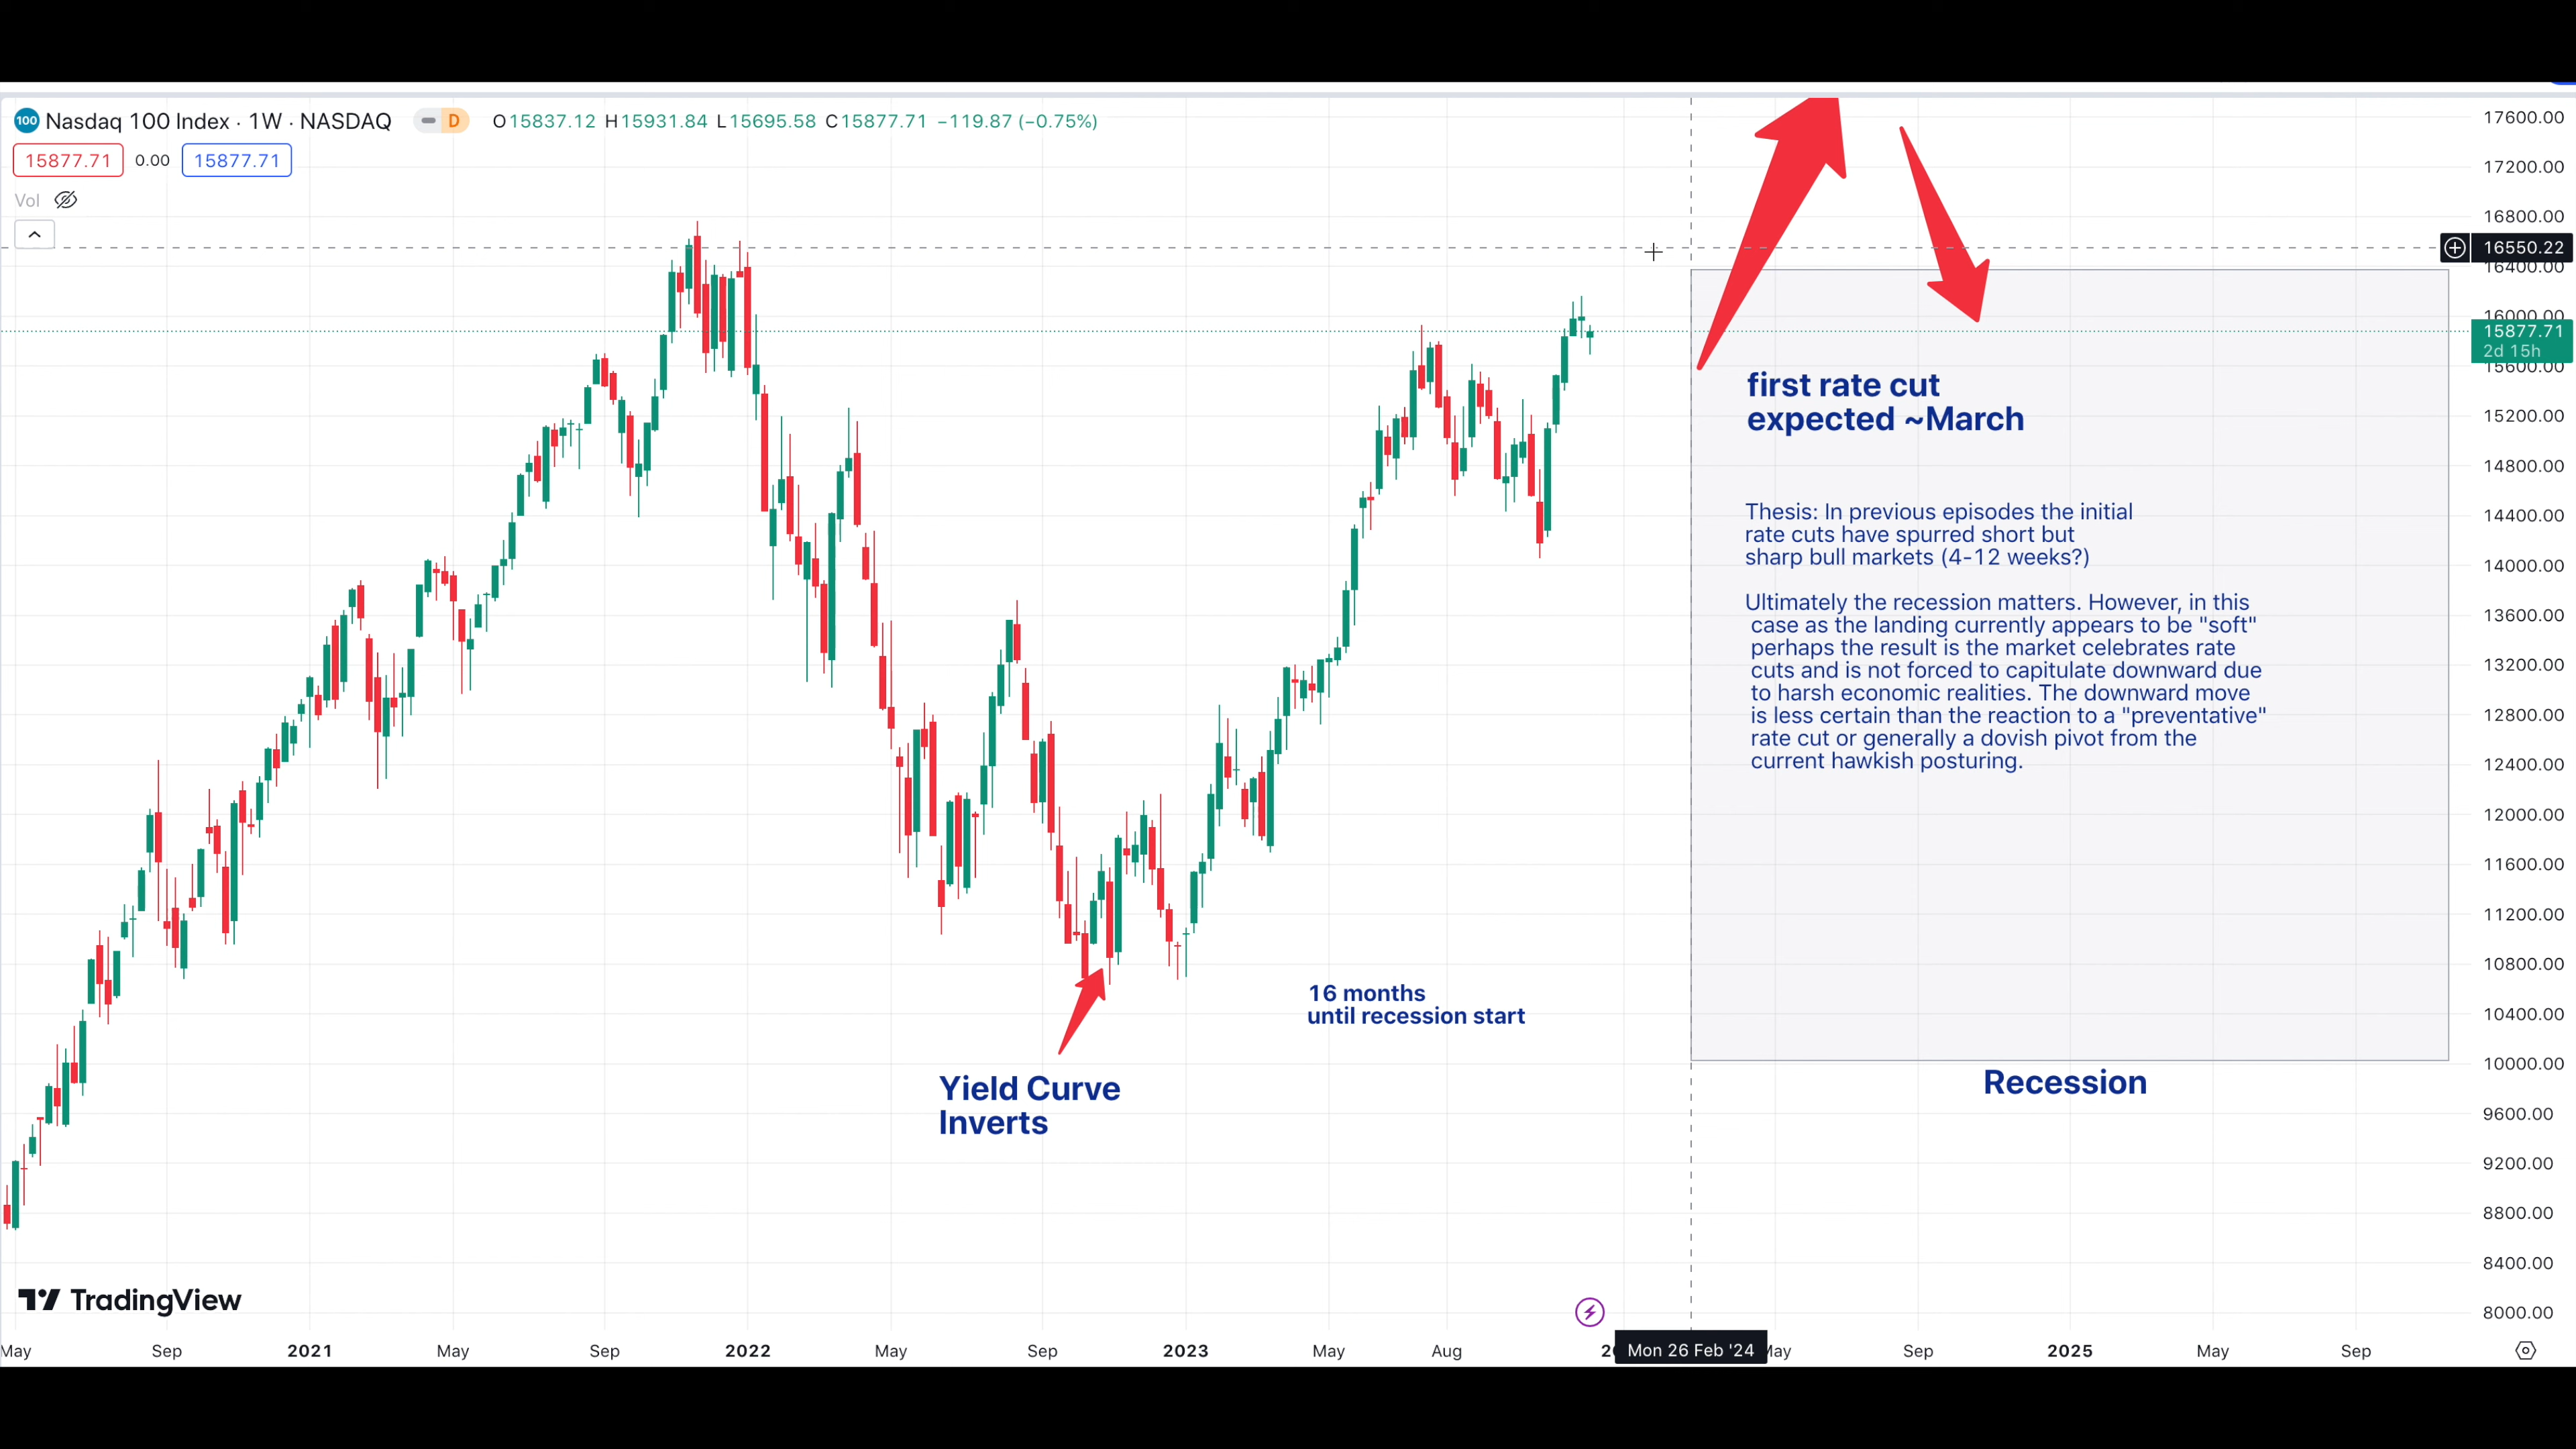 100 Nasdaq 100 Index · 1W · NASDAQ D O15837.12 H15931.84 L15695.58 C15877.71 −119.87 (−0.75%)
15877.71 0.00 15877.71
Vol
17600.00
17200.00
16800.00
16550.22
16400.00
16000.00
15877.71
2d 15h
15600.00
first rate cut
expected ~March
15200.00
14800.00
Thesis: In previous episodes the initial
rate cuts have spurred short but
sharp bull markets (4-12 weeks?)
14400.00
14000.00
Ultimately the recession matters. However, in this
case as the landing currently appears to be "soft"
perhaps the result is the market celebrates rate
cuts and is not forced to capitulate downward due
to harsh economic realities. The downward move
is less certain than the reaction to a "preventative"
rate cut or generally a dovish pivot from the
current hawkish posturing.
13600.00
13200.00
12800.00
12400.00
12000.00
11600.00
11200.00
10800.00
16 months
until recession start
10400.00
10000.00
Yield Curve
Inverts
Recession
9600.00
9200.00
8800.00
8400.00
8000.00
TradingView
May Sep 2021 May Sep 2022 May Sep 2023 May Aug Mon 26 Feb '24 May Sep 2025 May Sep